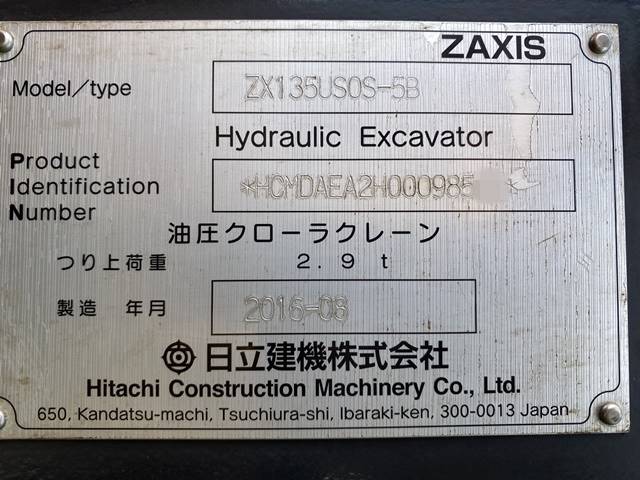 ZAXIS
Model/type ZX135USOS-5B
Hydraulic Excavator
Product
Identification *HCMDAEA2H000985
Number
油圧クローラクレーン
つり上荷重 2.9t
製造 年月 2016-08
日立建機株式会社
Hitachi Construction Machinery Co., Ltd.
650, Kandatsu-machi, Tsuchiura-shi, Ibaraki-ken, 300-0013 Japan